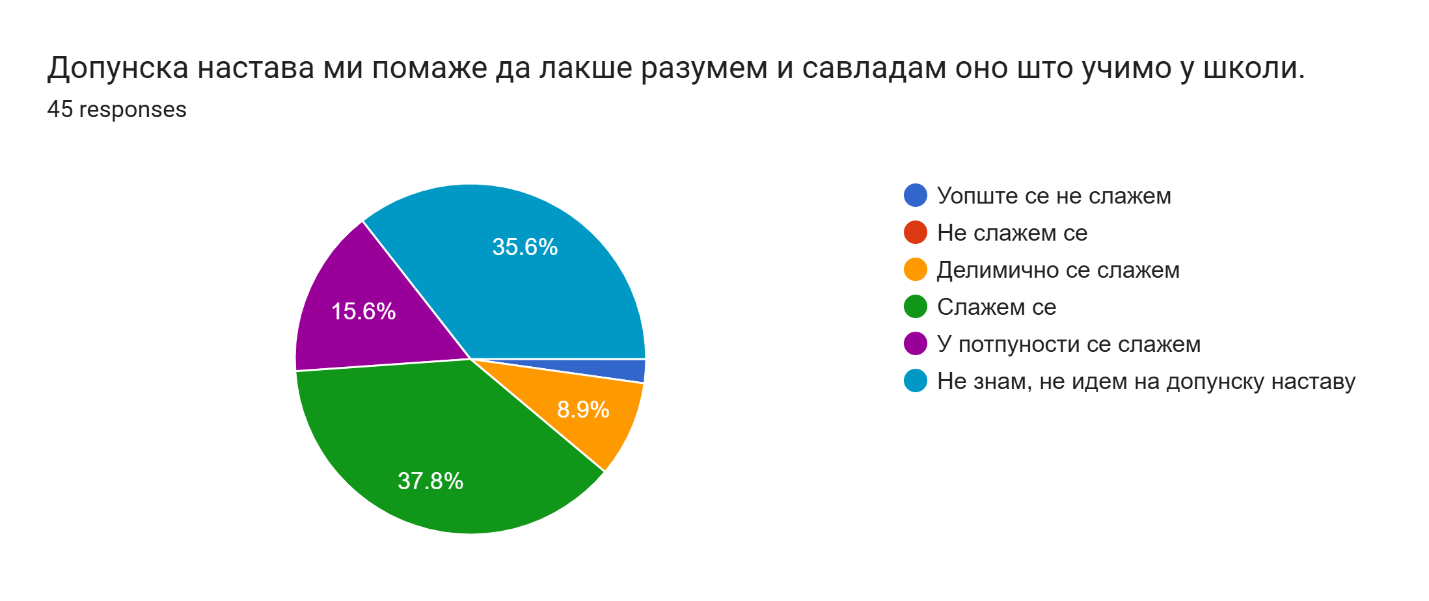 Допунска настава ми помаже да лакше разумем и савладам оно што учимо у школи.
45 responses
35.6%
15.6%
8.9%
37.8%
Уопште се не слажем
Не слажем се
Делимично се слажем
Слажем се
У потпуности се слажем
Не знам, не идем на допунску наставу